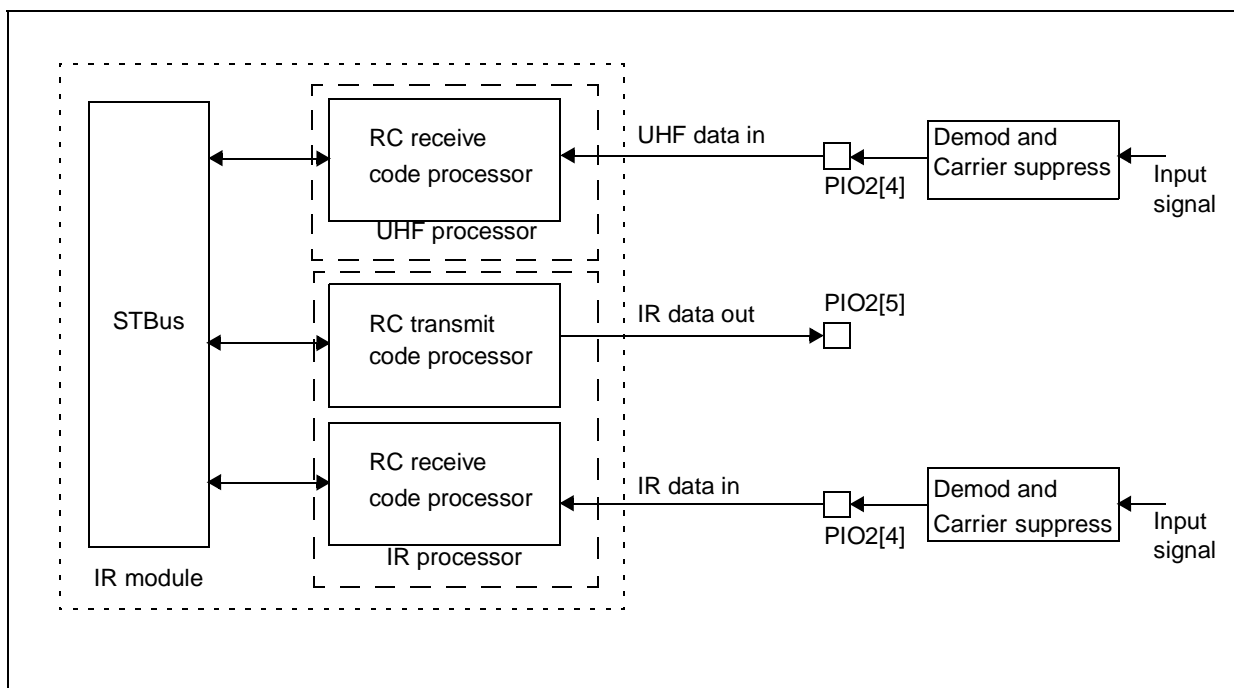 RC receive
code processor
UHF processor
UHF data in
PIO2[4]
Demod and
Carrier suppress
Input
signal
STBus
RC transmit
code processor
IR data out
PIO2[5]
RC receive
code processor
IR processor
IR data in
PIO2[4]
Demod and
Carrier suppress
Input
signal
IR module